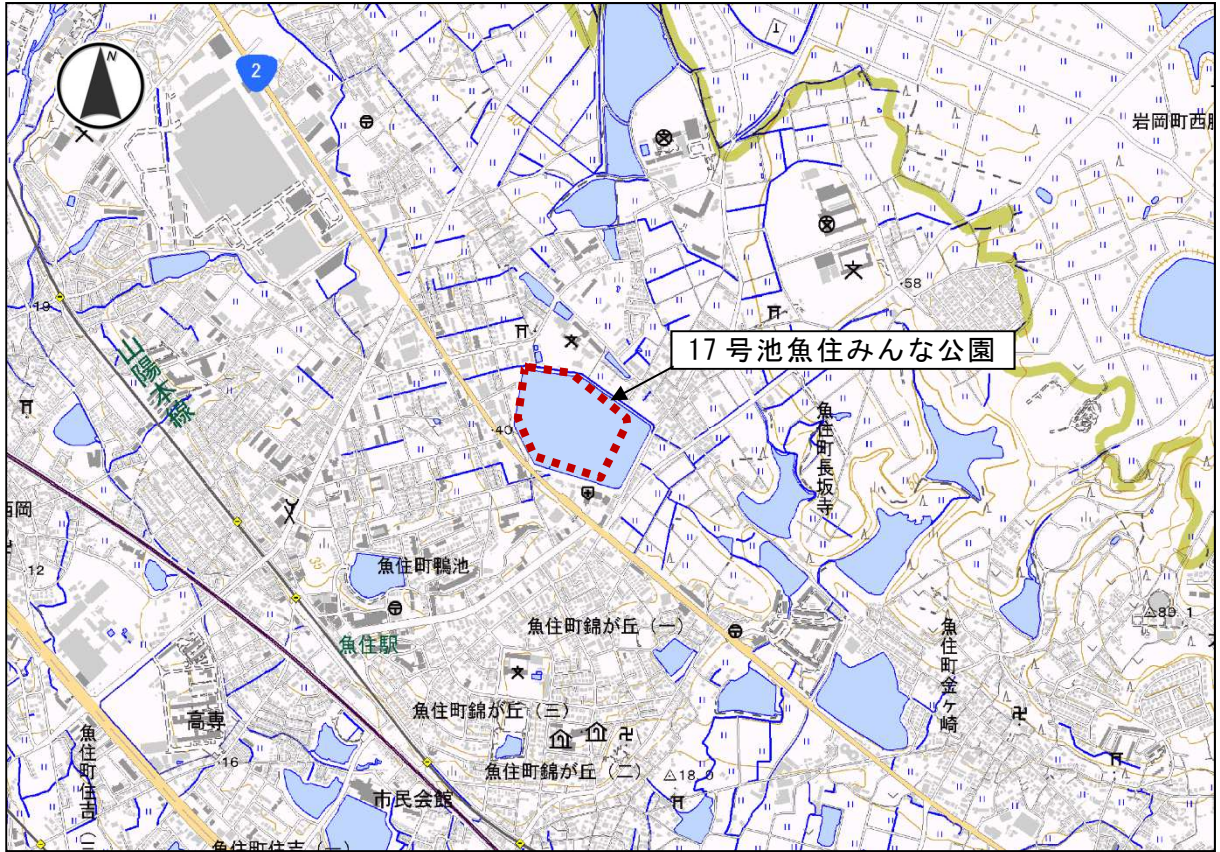 N
2
1
40
岩岡町西
58
19
山陽本線
17号池魚住みんな公園
40
魚住町長坂寺
西岡
12
魚住町鴨池
魚住町錦が丘(一)
83.1
魚住駅
魚住町金ヶ崎
魚住町錦が丘(三)
高専
魚住町錦が丘(二)
16
18.0
魚住町住吉(三
市民会館
魚住町住吉(一)